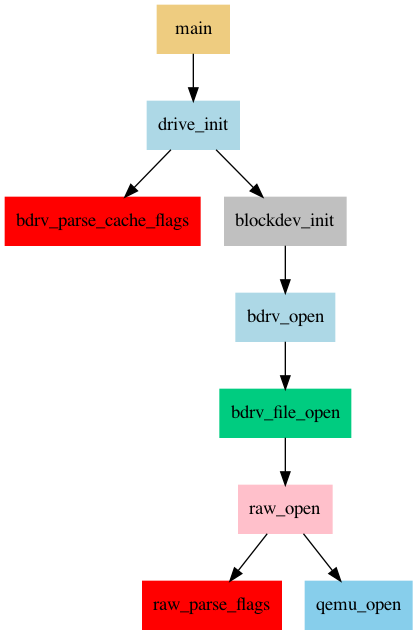 main
drive_init
bdrv_parse_cache_flags
blockdev_init
bdrv_open
bdrv_file_open
raw_open
raw_parse_flags
qemu_open